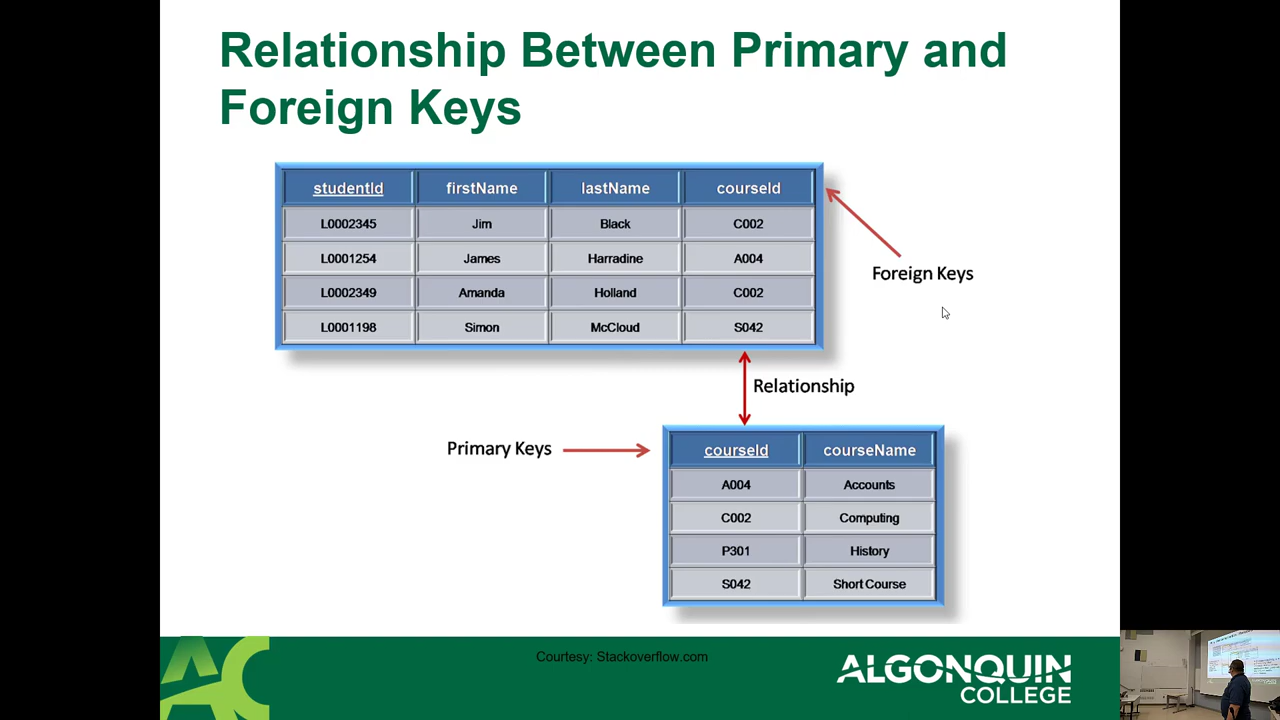 Relationship Between Primary and
Foreign Keys
studentId firstName lastName courseId
L0002345 Jim Black C002
L0001254 James Harradine A004
L0002349 Amanda Holland C002
L0001198 Simon McCloud S042
Foreign Keys
Relationship
Primary Keys
courseId courseName
A004 Accounts
C002 Computing
P301 History
S042 Short Course
Courtesy: Stackoverflow.com
AC
ALGONQUIN
COLLEGE